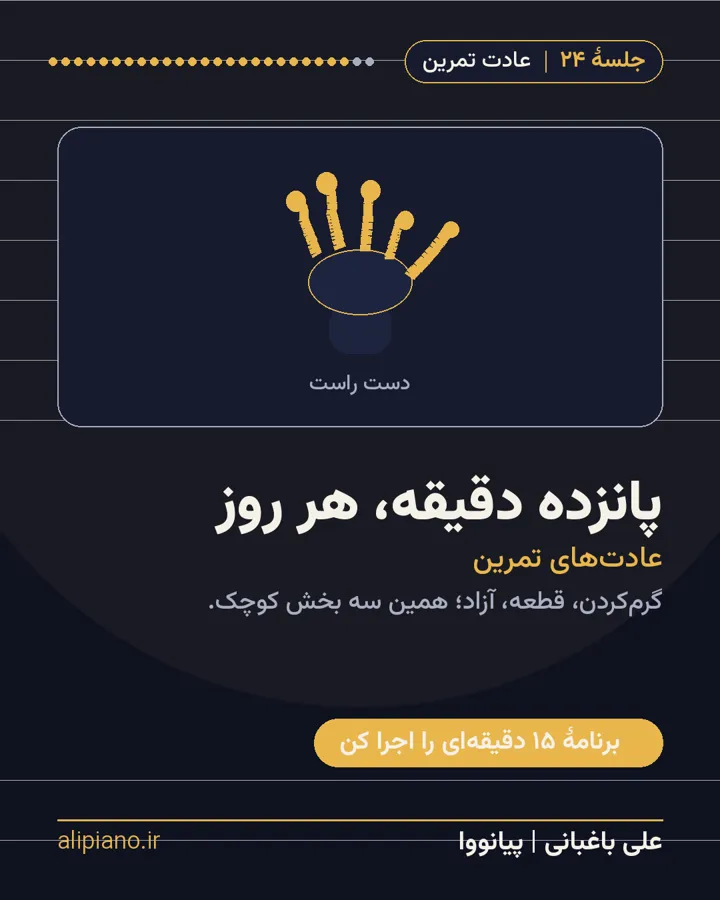 جلسهٔ ۲۴ | عادت تمرین
دست راست
پانزده دقیقه، هر روز
عادت‌های تمرین
گرم‌کردن، قطعه، آزاد؛ همین سه بخش کوچک.
برنامهٔ ۱۵ دقیقه‌ای را اجرا کن
علی باغبانی | پیانووا
alipiano.ir